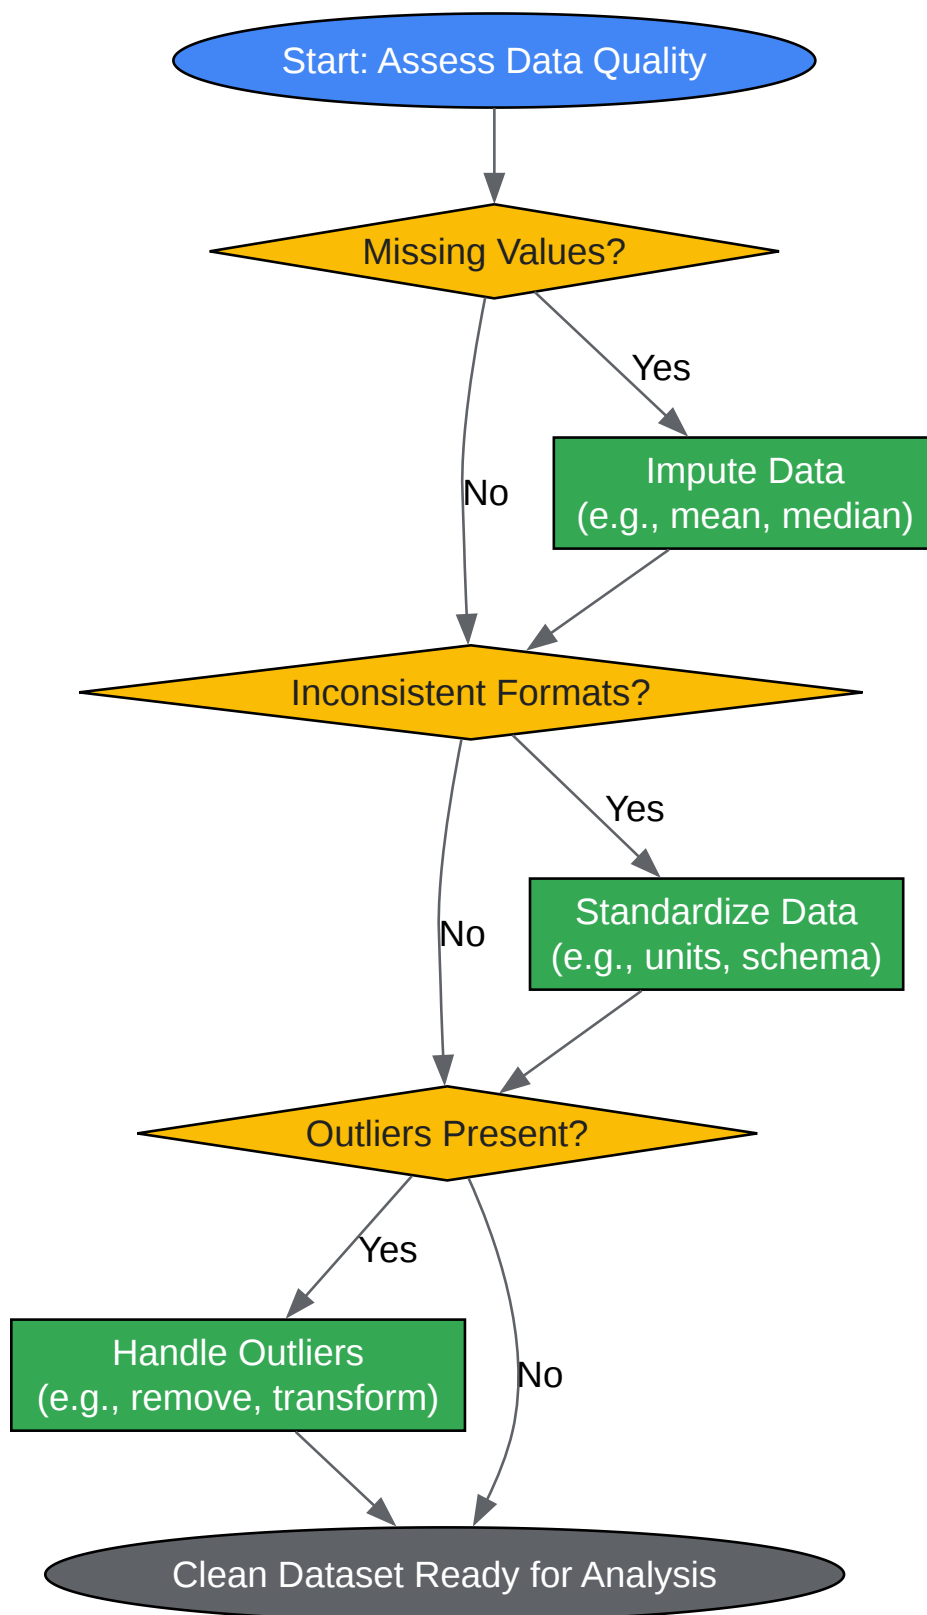 Start: Assess Data Quality
Missing Values?
Yes
Impute Data
(e.g., mean, median)
No
Inconsistent Formats?
Yes
Standardize Data
(e.g., units, schema)
No
Outliers Present?
Yes
Handle Outliers
(e.g., remove, transform)
No
Clean Dataset Ready for Analysis